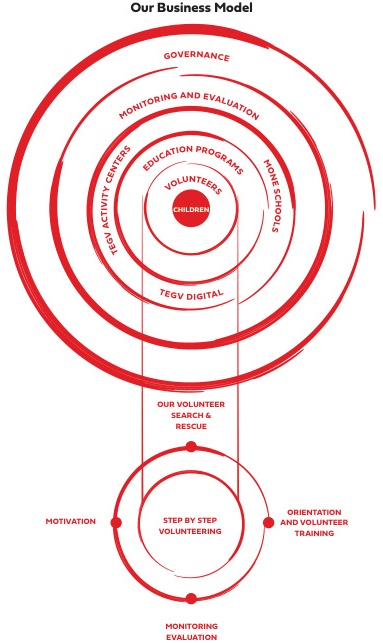 Our Business Model
GOVERNANCE
MONITORING AND EVALUATION
EDUCATION PROGRAMS
TEGV ACTIVITY CENTERS
MONE SCHOOLS
VOLUNTEERS
CHILDREN
TEGV DIGITAL
OUR VOLUNTEER
SEARCH &
RESCUE
MOTIVATION
STEP BY STEP
VOLUNTEERING
ORIENTATION
AND VOLUNTEER
TRAINING
MONITORING
EVALUATION